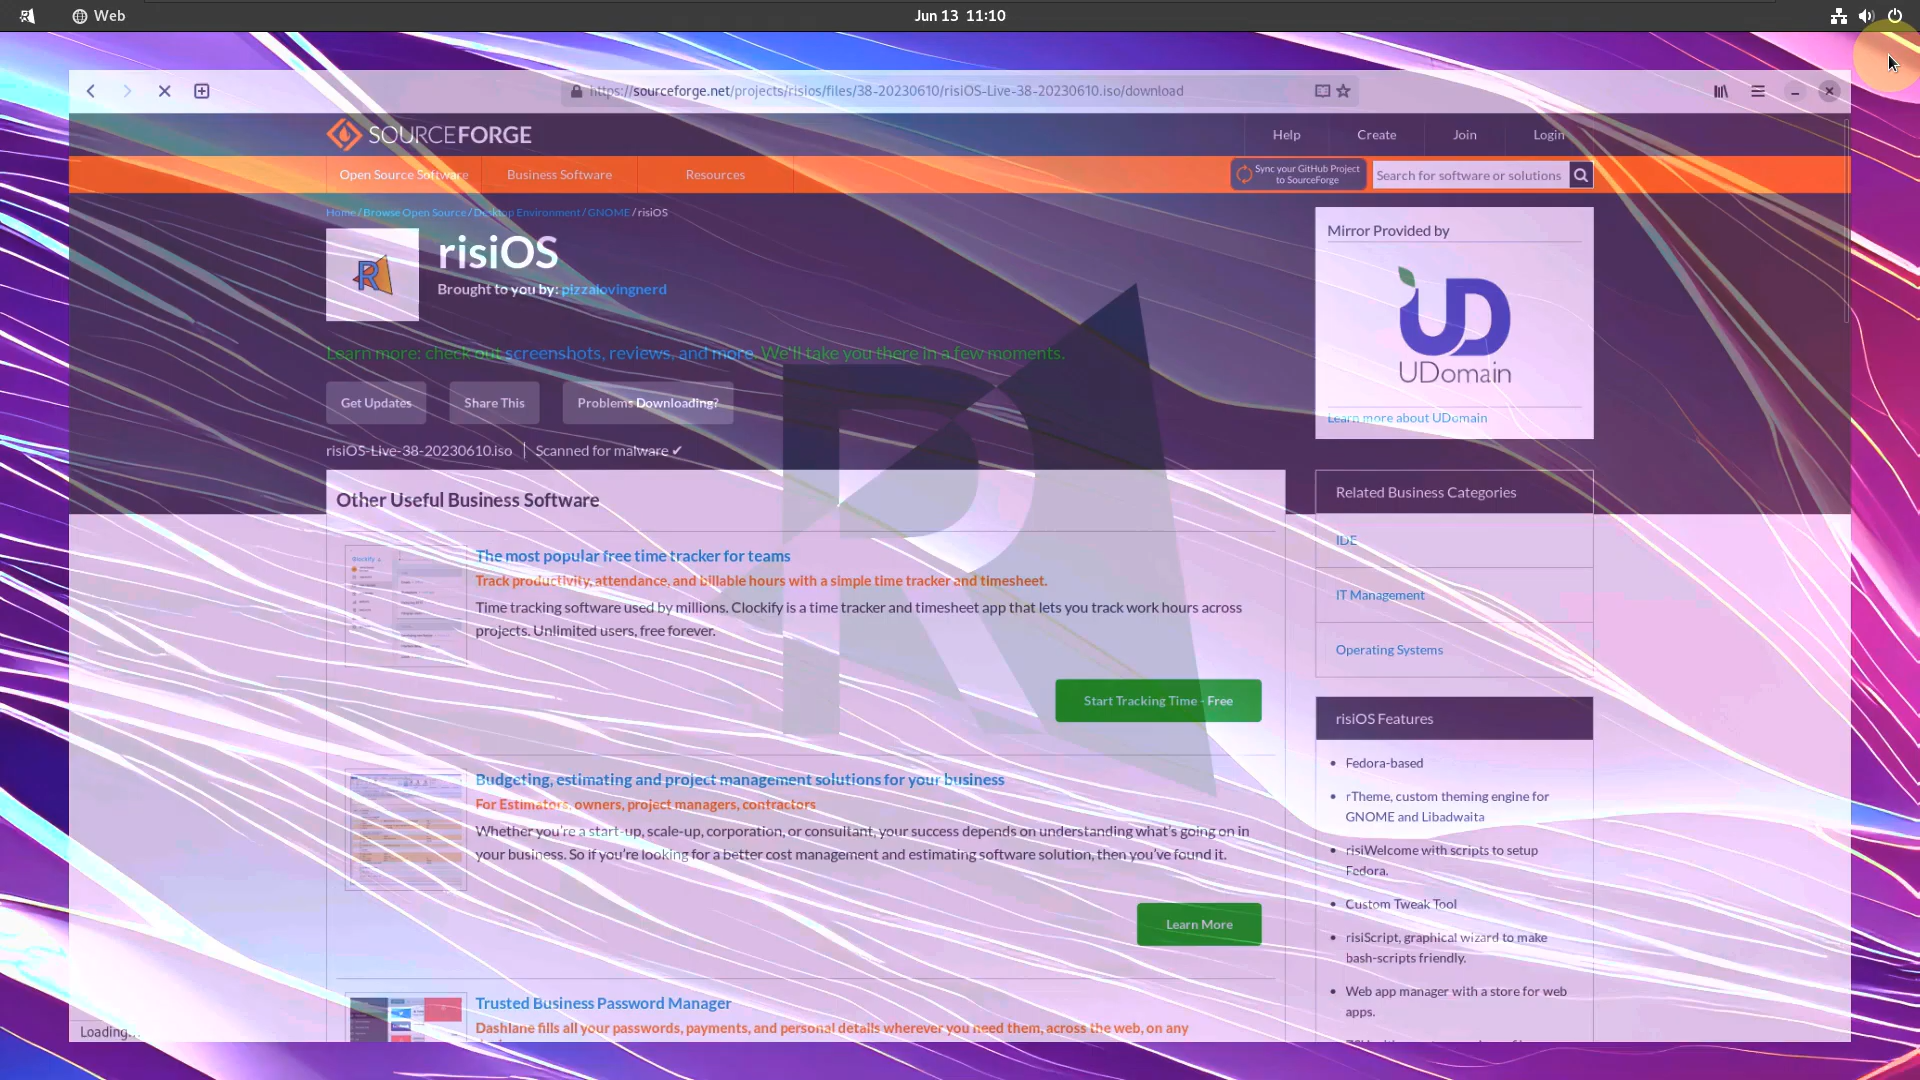 Web
Jun 13 11:10
https://sourceforge.net/projects/risios/files/38-20230610/risiOS-Live-38-20230610.iso/download
SOURCEFORGE
Help
Create
Join
Login
Open Source Software
Business Software
Resources
Sync your GitHub Project
to SourceForge
Search for software or solutions
Home / Browse Open Source / Desktop Environment / GNOME / risiOS
risiOS
Brought to you by: pizzalovingnerd
Learn more: check out screenshots, reviews, and more. We'll take you there in a few moments.
Get Updates
Share This
Problems Downloading?
risiOS-Live-38-20230610.iso
Scanned for malware ✔
Mirror Provided by
UD
UDomain
Learn more about UDomain
Other Useful Business Software
The most popular free time tracker for teams
Track productivity, attendance, and billable hours with a simple time tracker and timesheet.
Time tracking software used by millions. Clockify is a time tracker and timesheet app that lets you track work hours across
projects. Unlimited users, free forever.
Start Tracking Time - Free
Budgeting, estimating and project management solutions for your business
For Estimators, owners, project managers, contractors
Whether you're a start-up, scale-up, corporation, or consultant, your success depends on understanding what's going on in
your business. So if you're looking for a better cost management and estimating software solution, then you've found it.
Learn More
Trusted Business Password Manager
Dashlane fills all your passwords, payments, and personal details wherever you need them, across the web, on any
Related Business Categories
IDE
IT Management
Operating Systems
risiOS Features
Fedora-based
rTheme, custom theming engine for
GNOME and Libadwaita
risiWelcome with scripts to setup
Fedora.
Custom Tweak Tool
risiScript, graphical wizard to make
bash-scripts friendly.
Web app manager with a store for web
apps.
Loading...